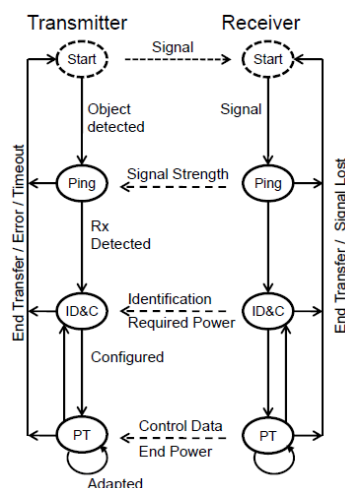 Transmitter Receiver
Start Signal Start
Object
detected
Signal
Ping Signal Strength Ping
Rx
Detected
End Transfer / Error / Timeout
End Transfer / Signal Lost
ID&C Identification ID&C
Required Power
Configured
PT Control Data PT
End Power
Adapted